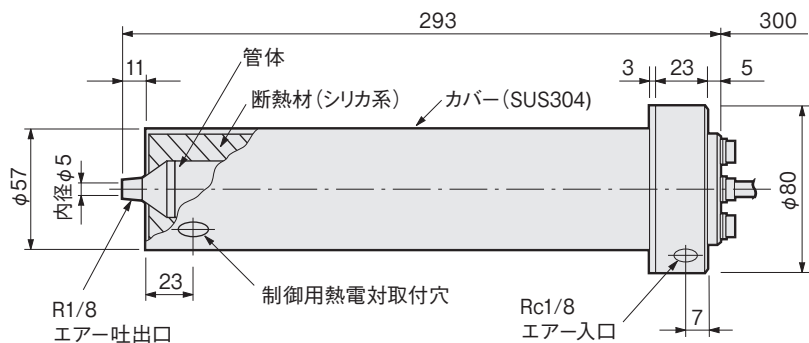 293
300
11
管体
3
23
5
断熱材（シリカ系）
カバー（SUS304）
φ57
内径φ5
φ80
23
制御用熱電対取付穴
R1/8
エアー吐出口
Rc1/8
エアー入口
7